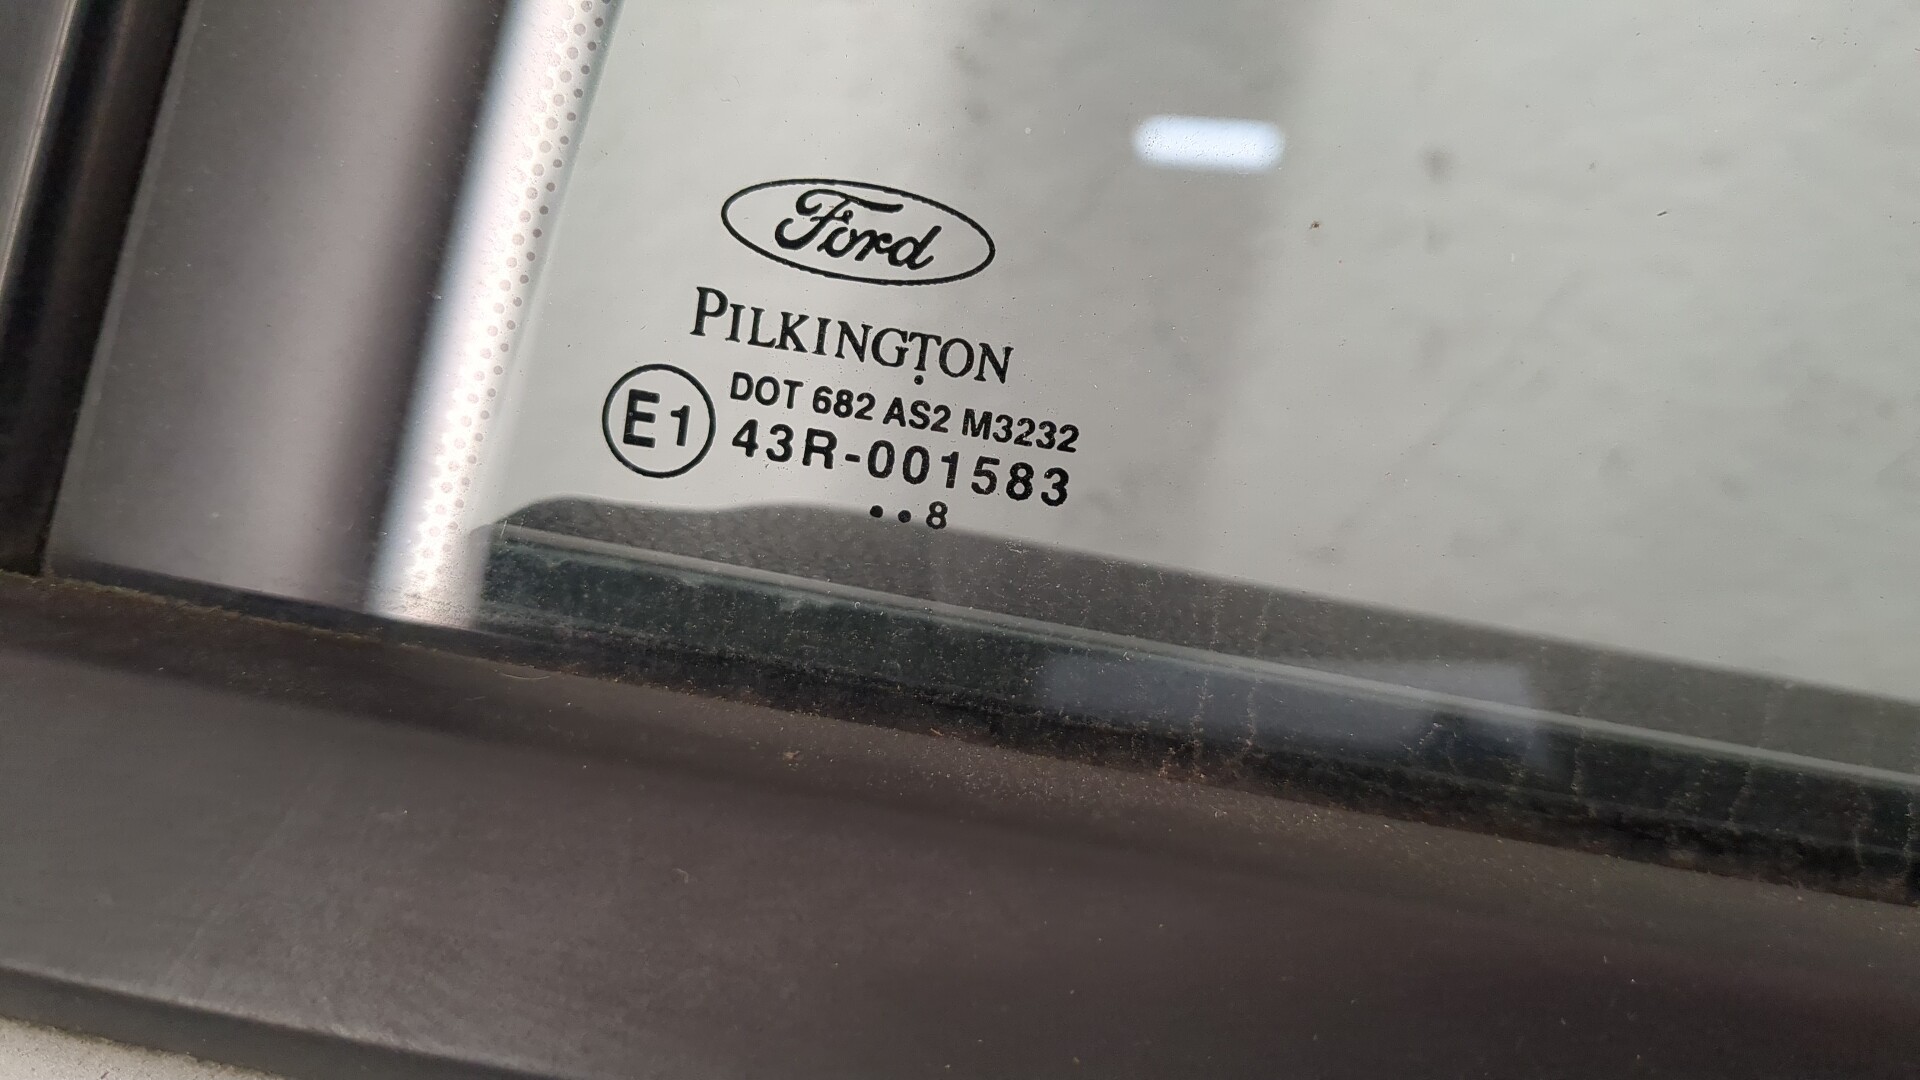 Ford
PILKINGTON
DOT 682 AS2 M3232
E1 43R-001583
..8